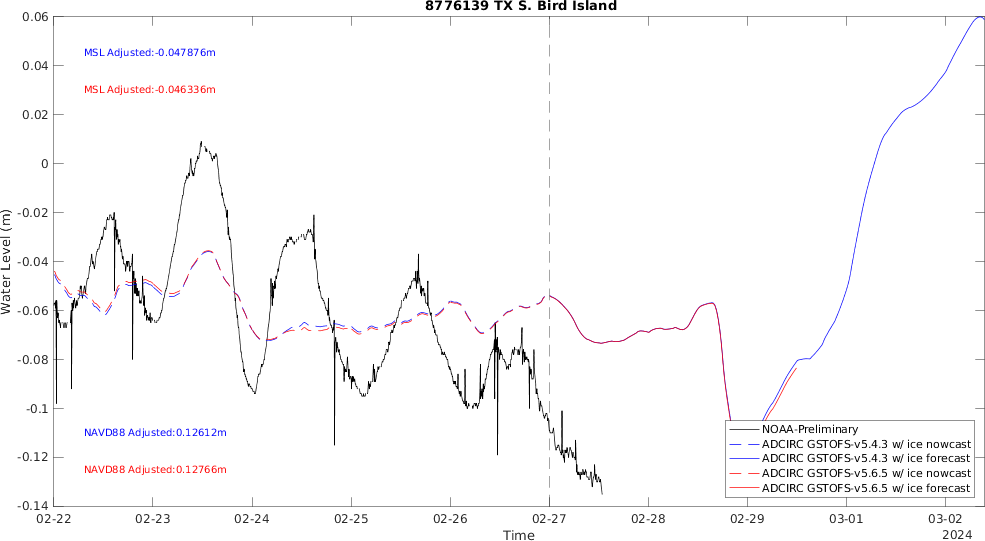 8776139 TX S. Bird Island
0.06
0.04
0.02
0
-0.02
-0.04
-0.06
-0.08
-0.1
-0.12
-0.14
Water Level (m)
MSL Adjusted:-0.047876m
MSL Adjusted:-0.046336m
NAVD88 Adjusted:0.12612m
NAVD88 Adjusted:0.12766m
NOAA-Preliminary
ADCIRC GSTOFS-v5.4.3 w/ ice nowcast
ADCIRC GSTOFS-v5.4.3 w/ ice forecast
ADCIRC GSTOFS-v5.6.5 w/ ice nowcast
ADCIRC GSTOFS-v5.6.5 w/ ice forecast
02-22 02-23 02-24 02-25 02-26 02-27 02-28 02-29 03-01 03-02
Time
2024